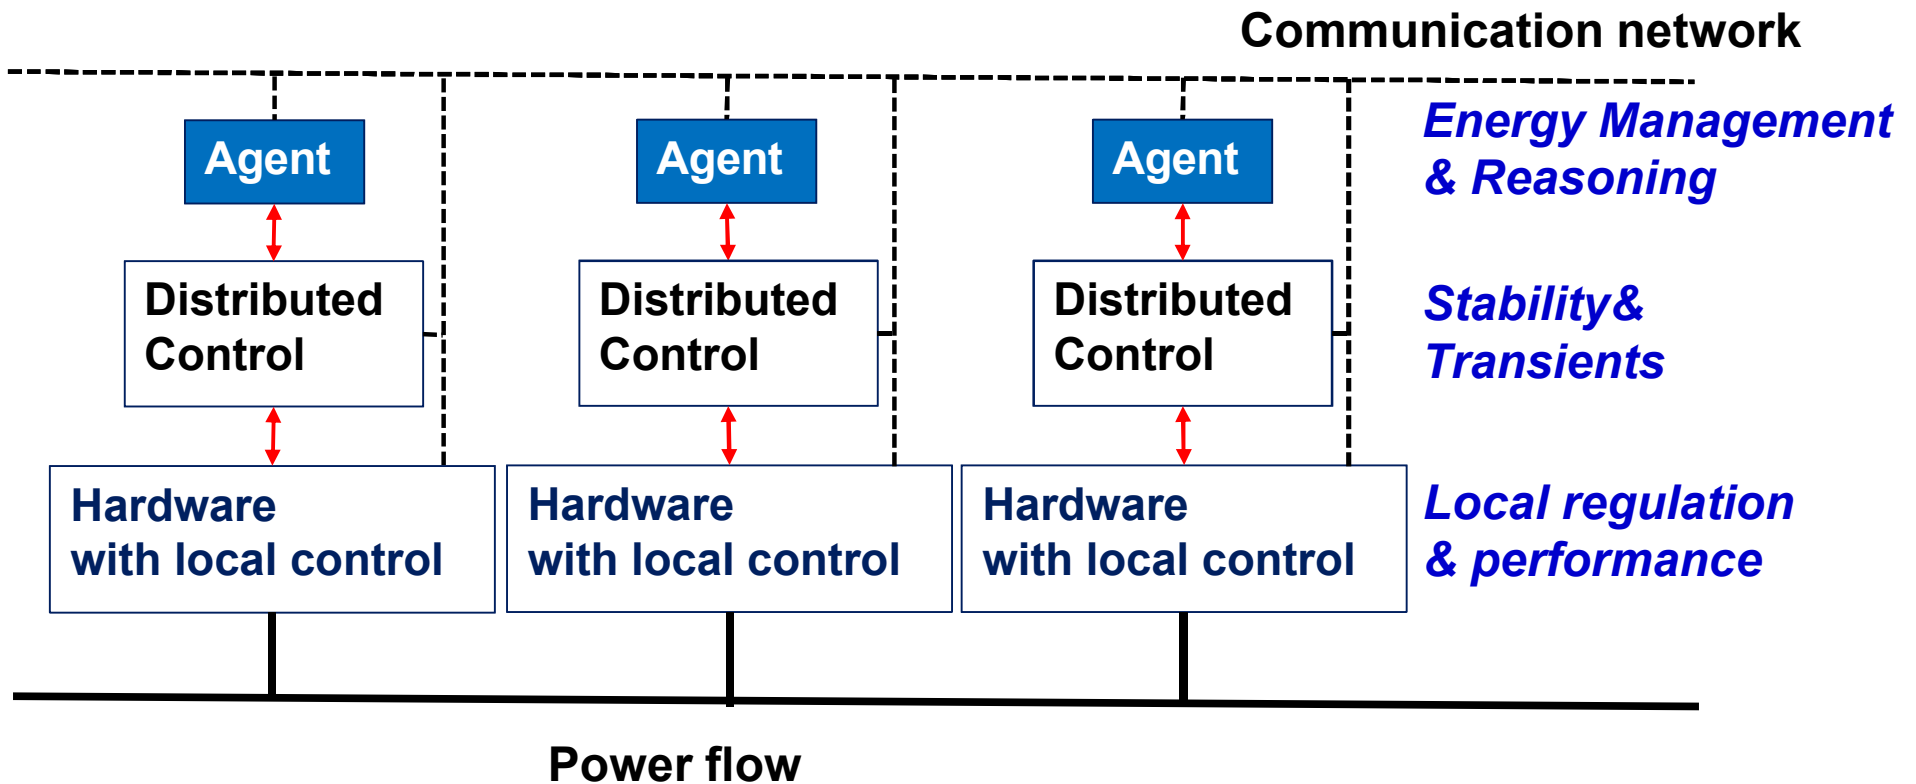 Communication network
Agent
Agent
Agent
Energy Management
& Reasoning
Distributed
Control
Distributed
Control
Distributed
Control
Stability&
Transients
Hardware
with local control
Hardware
with local control
Hardware
with local control
Local regulation
& performance
Power flow